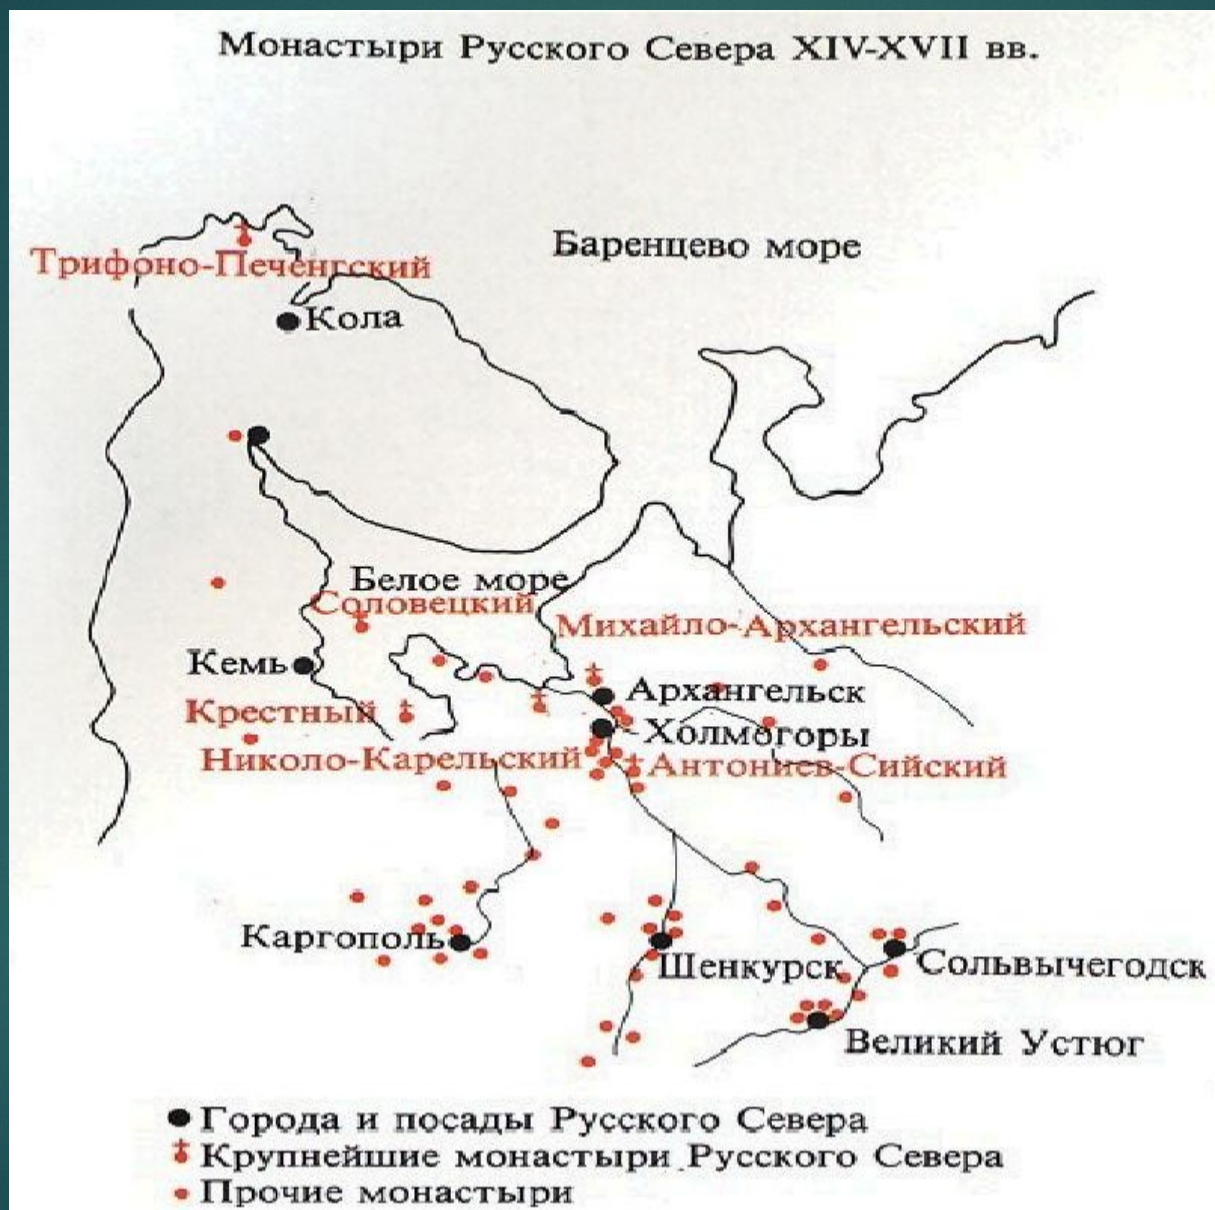 Монастыри Русского Севера XIV-XVII вв.
Баренцево море
Трифоно-Печенгский
Кола
Белое море
Соловецкий
Михайло-Архангельский
Кемь
Архангельск
Крестный
Холмогоры
Николо-Карельский
Антониев-Сийский
Каргополь
Шенкурск
Сольвычегодск
Великий Устюг
Города и посады Русского Севера
Крупнейшие монастыри Русского Севера
Прочие монастыри